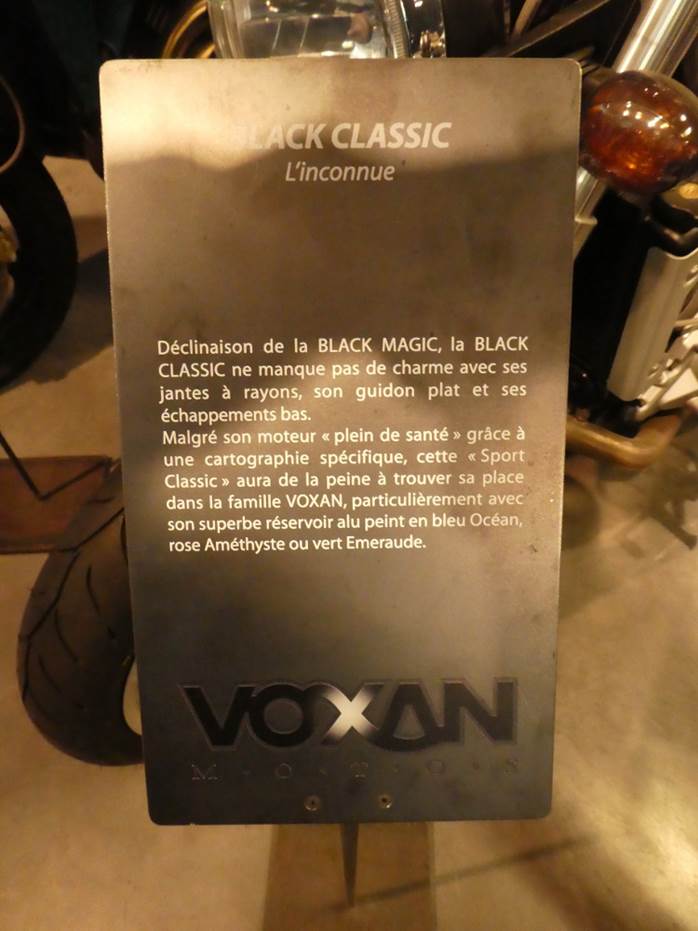 BLACK CLASSIC
L'inconnue
Déclinaison de la BLACK MAGIC, la BLACK
CLASSIC ne manque pas de charme avec ses
jantes à rayons, son guidon plat et ses
échappements bas.
Malgré son moteur « plein de santé » grâce à
une cartographie spécifique, cette « Sport
Classic » aura de la peine à trouver sa place
dans la famille VOXAN, particulièrement avec
son superbe réservoir alu peint en bleu Océan,
rose Améthyste ou vert Emeraude.
VOXAN
M·O·T·O·S